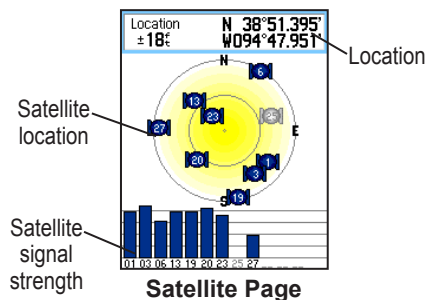 Location
N 38°51.395'
±18ft
W094°47.951'
Location
N
6
13
23
25
Satellite
location
27
E
20
1
3
S
19
Satellite
signal
strength
01 03 06 13 19 20 23 25 27
Satellite Page